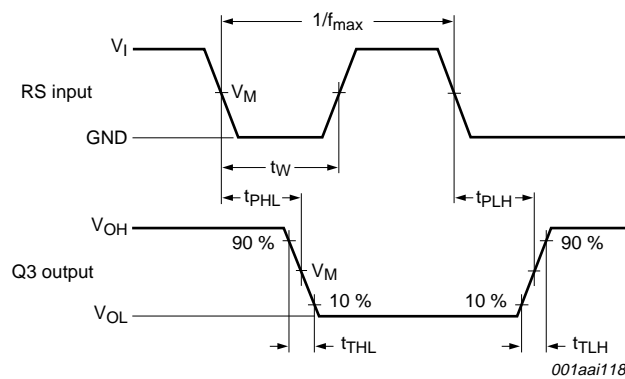 1/fmax
VI
RS input
VM
GND
tW
tPHL
tPLH
VOH
90 %
90 %
Q3 output
VM
10 %
10 %
VOL
tTHL
tTLH
001aai118